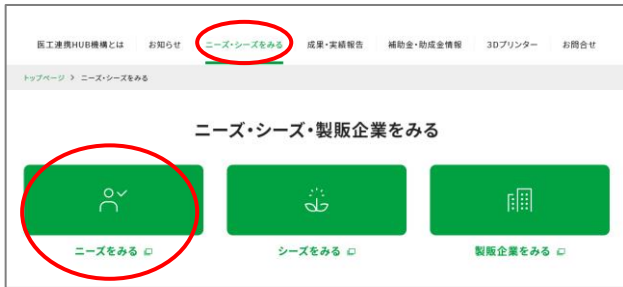 医工連携HUB機構とは お知らせ ニーズ・シーズをみる 成果・実績報告 補助金・助成金情報 3Dプリンター お問合せ
トップページ > ニーズ・シーズをみる
ニーズ・シーズ・製販企業をみる
ニーズをみる シーズをみる 製販企業をみる